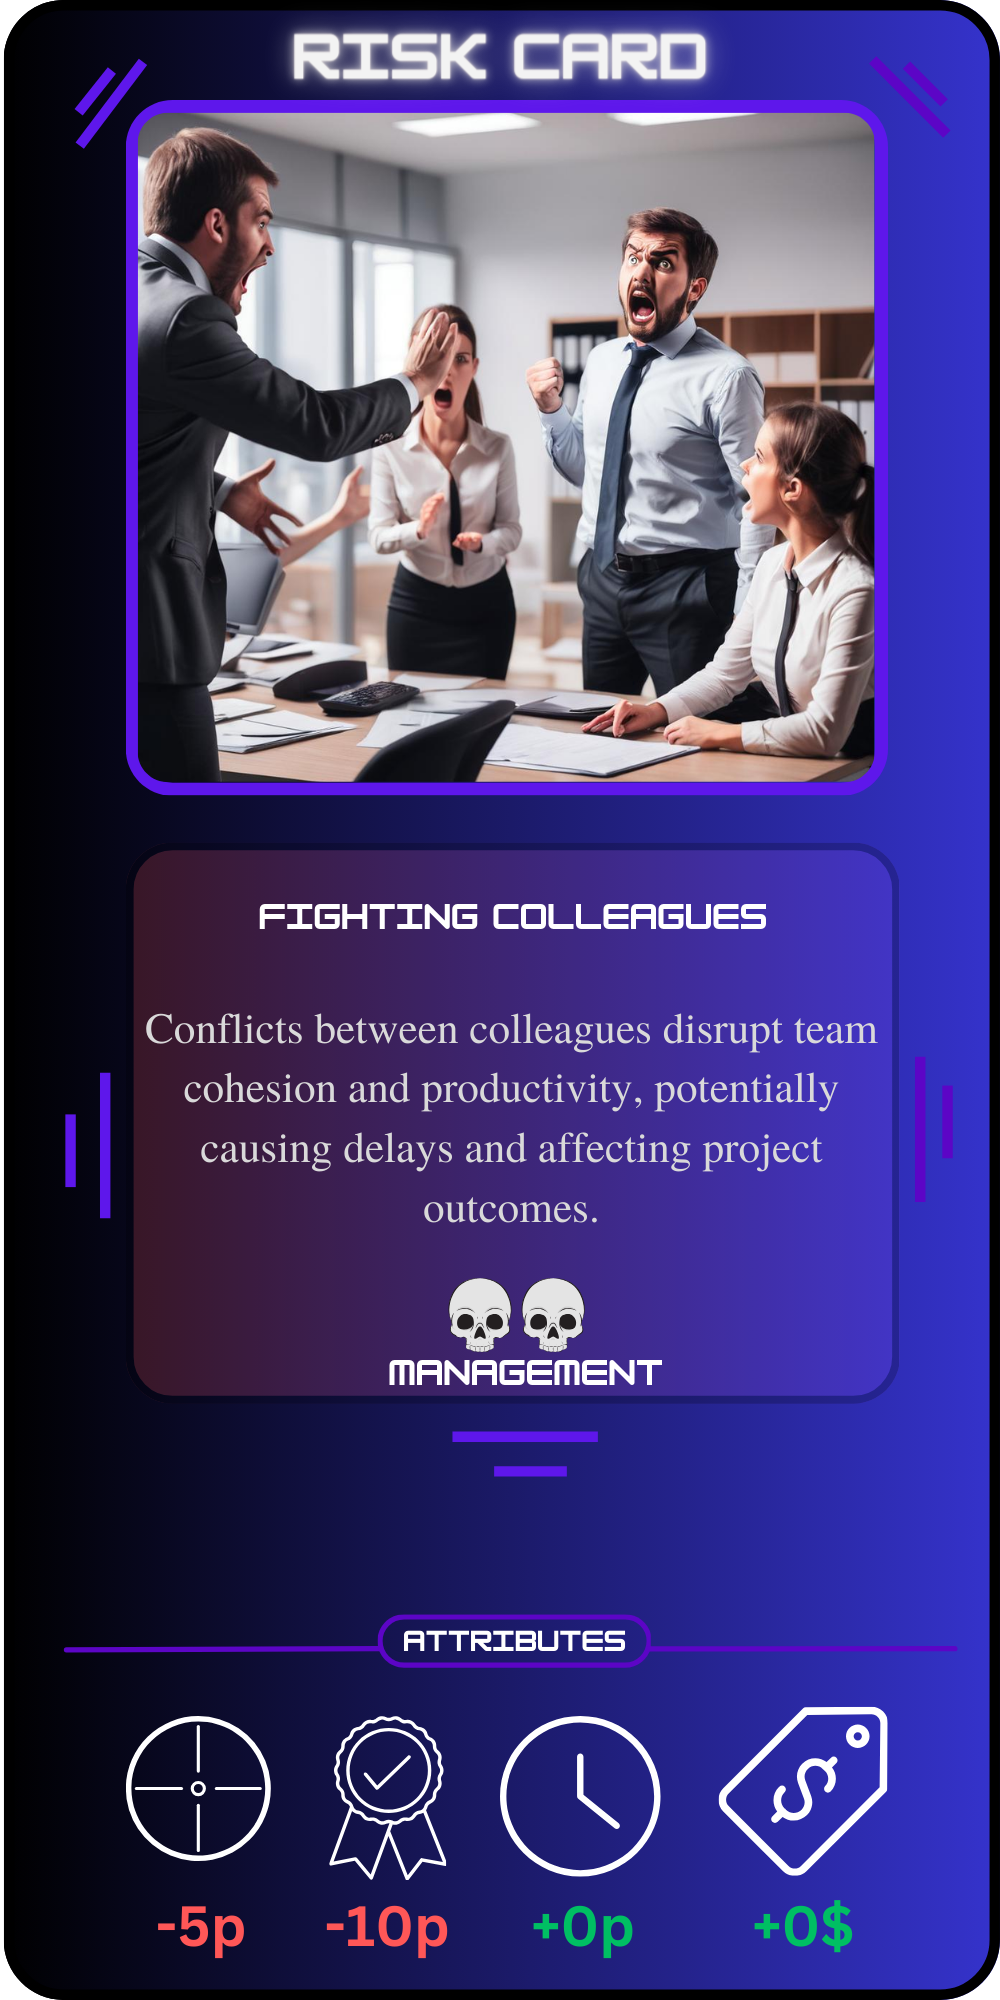 RISK CARD
FIGHTING COLLEAGUES
Conflicts between colleagues disrupt team
cohesion and productivity, potentially
causing delays and affecting project
outcomes.
MANAGEMENT
ATTRIBUTES
-5p -10p +0p +0$